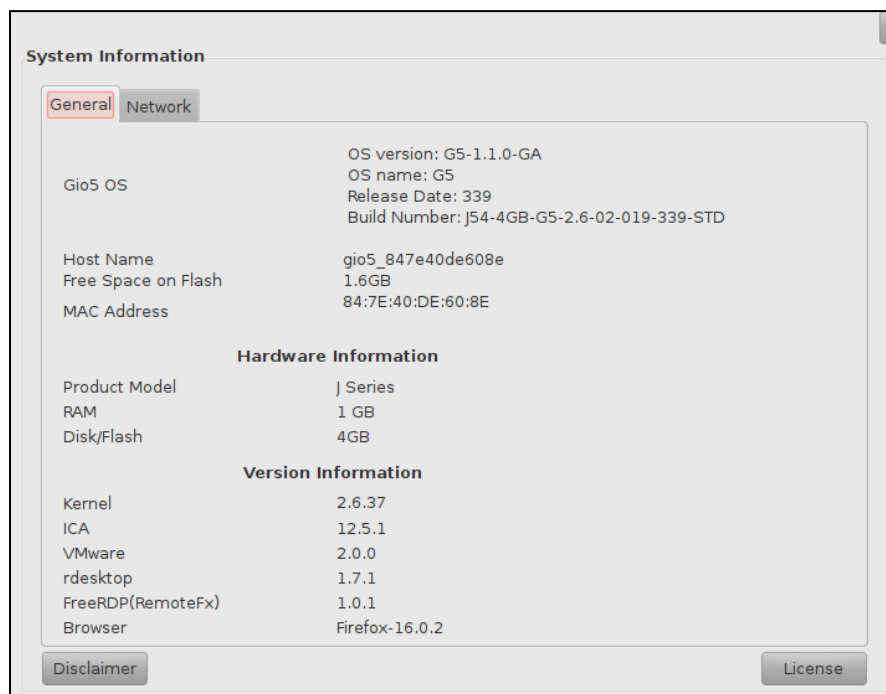 System Information
General Network
Gio5 OS
OS version: G5-1.1.0-GA
OS name: G5
Release Date: 339
Build Number: J54-4GB-G5-2.6-02-019-339-STD
Host Name gio5_847e40de608e
Free Space on Flash 1.6GB
MAC Address 84:7E:40:DE:60:8E
Hardware Information
Product Model J Series
RAM 1 GB
Disk/Flash 4GB
Version Information
Kernel 2.6.37
ICA 12.5.1
VMware 2.0.0
rdesktop 1.7.1
FreeRDP(RemoteFx) 1.0.1
Browser Firefox-16.0.2
Disclaimer License